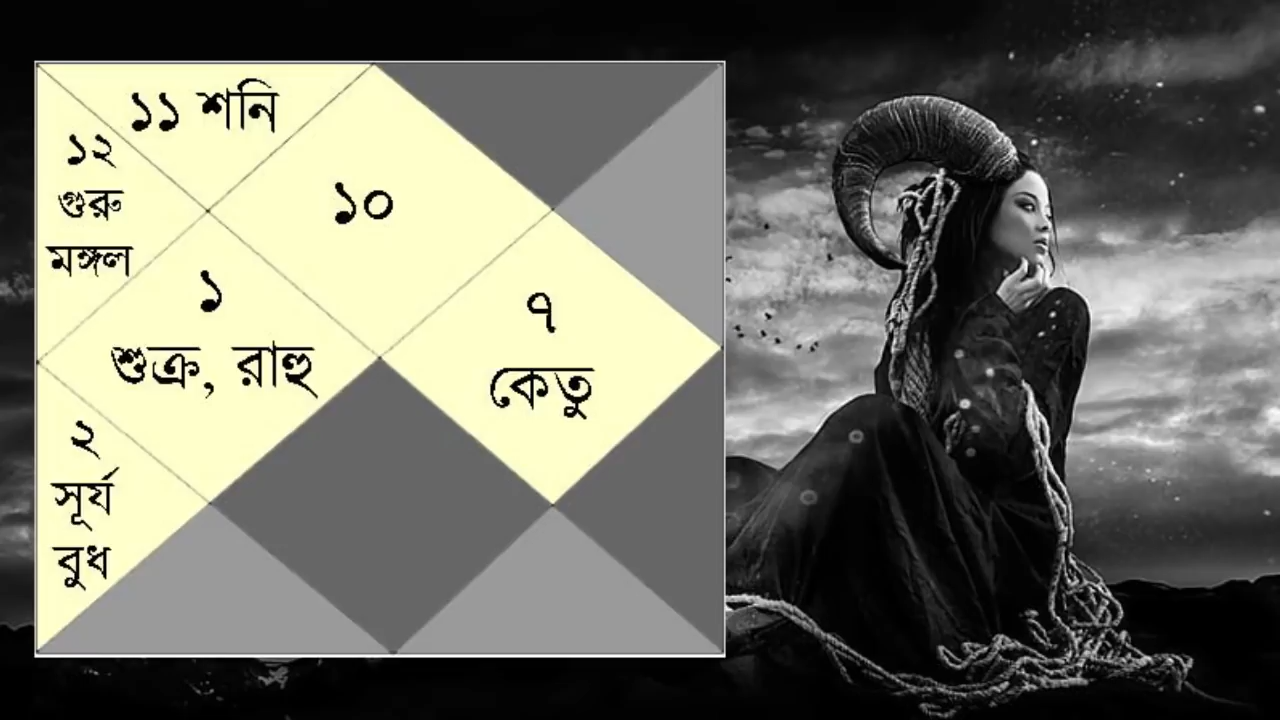 ১১ শনি
১২
গুরু
মঙ্গল
১০
১
শুক্র, রাহু
৭
কেতু
২
সূর্য
বুধ